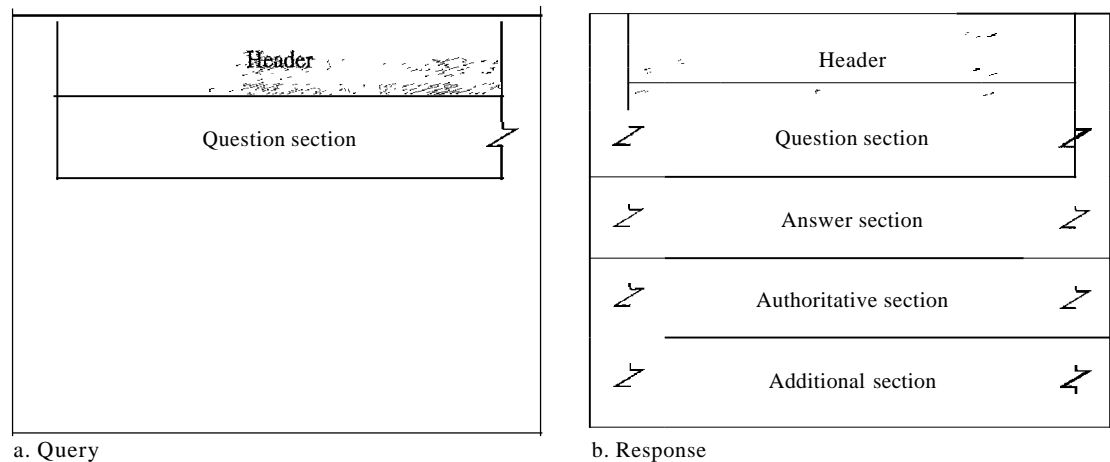 Header
Question section
a. Query
Header
Question section
Answer section
Authoritative section
Additional section
b. Response